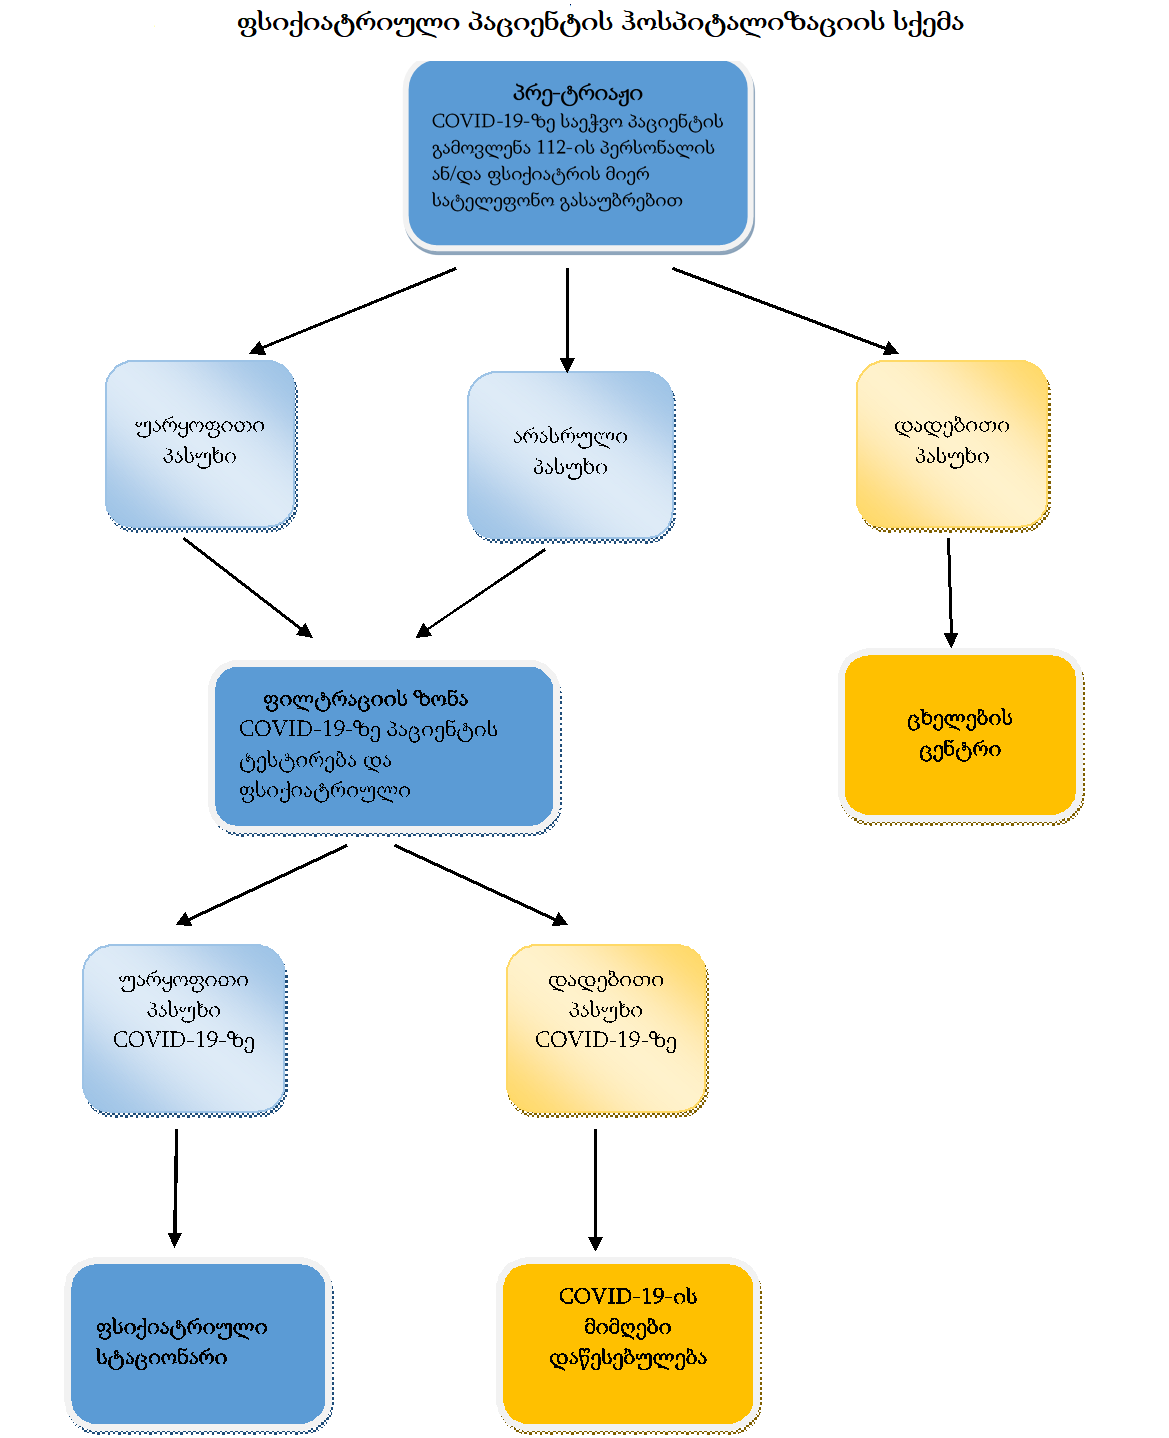 ფსიქიატრიული პაციენტის ჰოსპიტალიზაციის სქემა
პრე-ტრიაჟი
COVID-19-ზე საეჭვო პაციენტის
გამოვლენა 112-ის პერსონალის
ან/და ფსიქიატრის მიერ
სატელეფონო გასაუბრებით
უარყოფითი
პასუხი
არასრული
პასუხი
დადებითი
პასუხი
ფილტრაციის ზონა
COVID-19-ზე პაციენტის
ტესტირება და
ფსიქიატრიული
ცხელების
ცენტრი
უარყოფითი
პასუხი
COVID-19-ზე
დადებითი
პასუხი
COVID-19-ზე
ფსიქიატრიული
სტაციონარი
COVID-19-ის
მიმღები
დაწესებულება